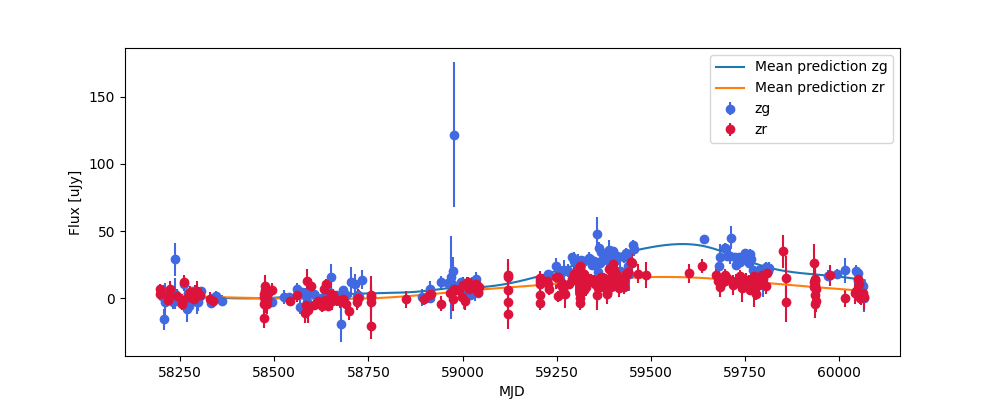 Mean prediction zg
Mean prediction zr
zg
zr
150
100
50
0
Flux [uJy]
58250 58500 58750 59000 59250 59500 59750 60000
MJD